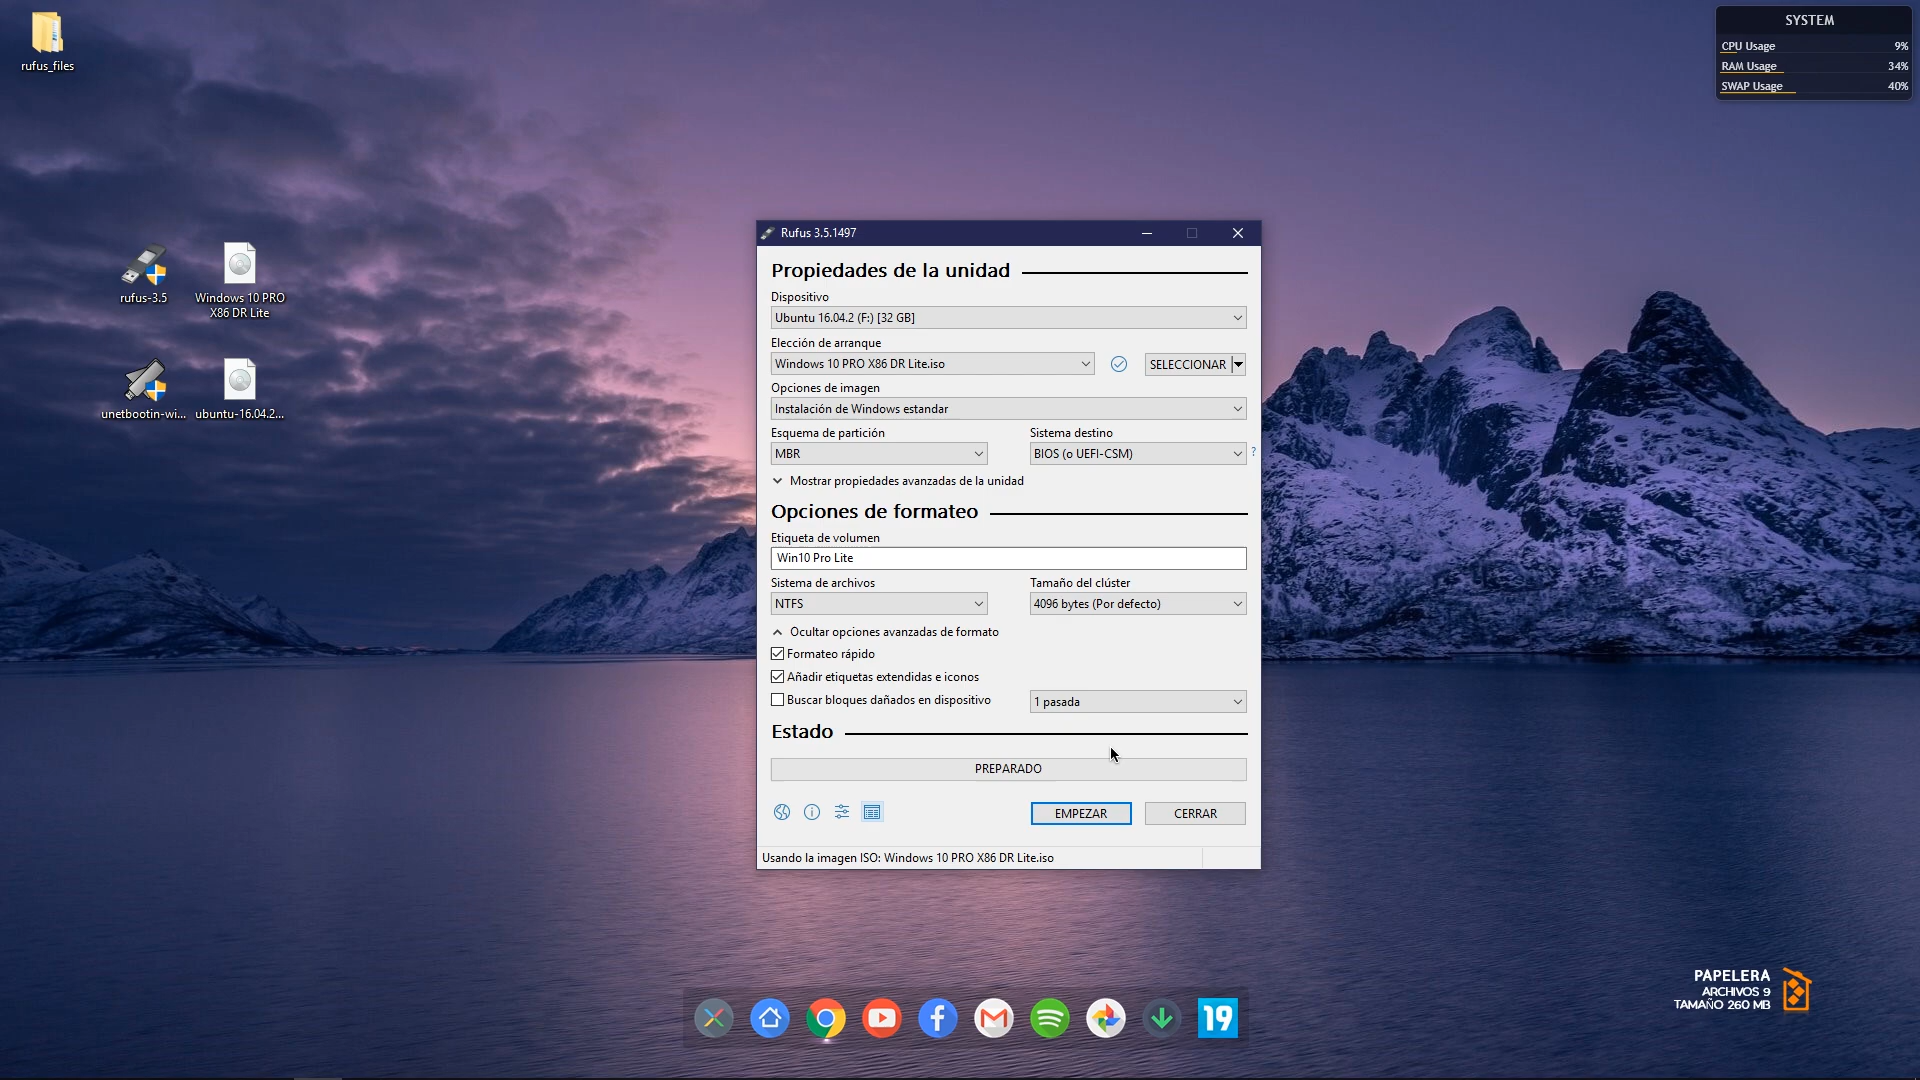 rufus_files
rufus-3.5
Windows 10 PRO
X86 DR Lite
unetbootin-wi...
ubuntu-16.04.2...
SYSTEM
CPU Usage 9%
RAM Usage 34%
SWAP Usage 40%
Rufus 3.5.1497
Propiedades de la unidad
Dispositivo
Ubuntu 16.04.2 (F:) [32 GB]
Elección de arranque
Windows 10 PRO X86 DR Lite.iso
SELECCIONAR
Opciones de imagen
Instalación de Windows estandar
Esquema de partición
Sistema destino
MBR
BIOS (o UEFI-CSM)
?
Mostrar propiedades avanzadas de la unidad
Opciones de formateo
Etiqueta de volumen
Win10 Pro Lite
Sistema de archivos
Tamaño del clúster
NTFS
4096 bytes (Por defecto)
Ocultar opciones avanzadas de formato
Formateo rápido
Añadir etiquetas extendidas e iconos
Buscar bloques dañados en dispositivo
1 pasada
Estado
PREPARADO
EMPEZAR
CERRAR
Usando la imagen ISO: Windows 10 PRO X86 DR Lite.iso
PAPELERA
ARCHIVOS 9
TAMAÑO 260 MB
19